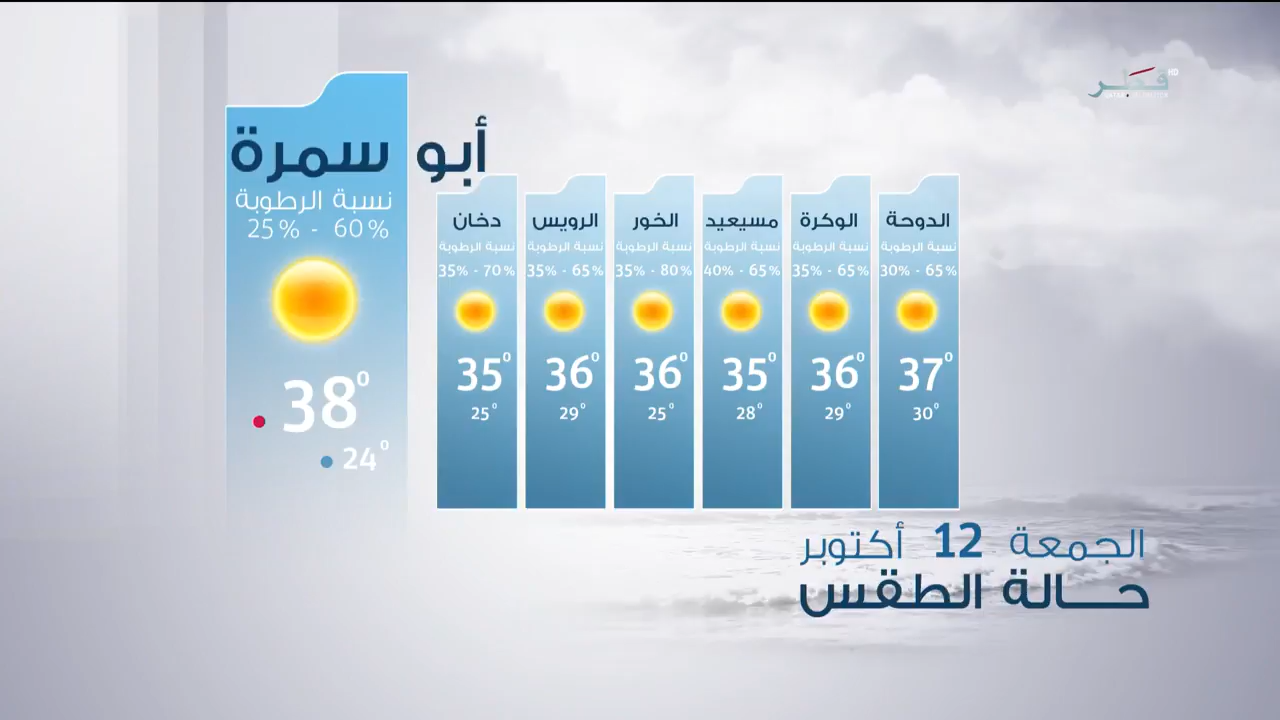 قطر HD
أبو سمرة
نسبة الرطوبة
25% - 60%
38°
24°
الدوحة
نسبة الرطوبة
30% - 65%
37°
30°
الوكرة
نسبة الرطوبة
35% - 65%
36°
29°
مسيعيد
نسبة الرطوبة
40% - 65%
35°
28°
الخور
نسبة الرطوبة
35% - 80%
36°
25°
الرويس
نسبة الرطوبة
35% - 65%
36°
29°
دخان
نسبة الرطوبة
35% - 70%
35°
25°
الجمعة 12 أكتوبر
حالة الطقس